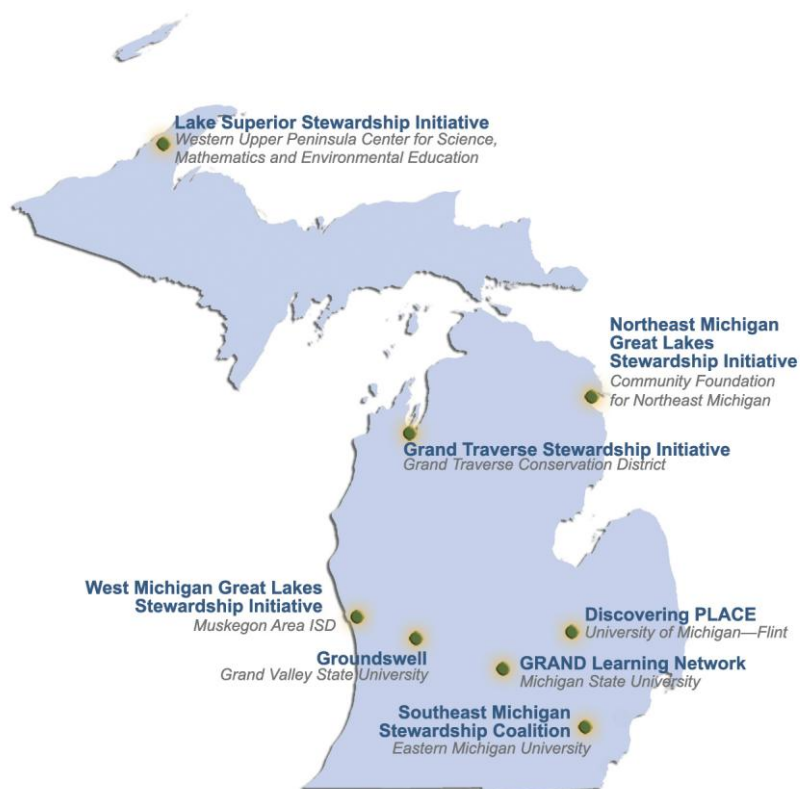 Lake Superior Stewardship Initiative
Western Upper Peninsula Center for Science,
Mathematics and Environmental Education
Northeast Michigan
Great Lakes
Stewardship Initiative
Community Foundation
for Northeast Michigan
Grand Traverse Stewardship Initiative
Grand Traverse Conservation District
West Michigan Great Lakes
Stewardship Initiative
Muskegon Area ISD
Discovering PLACE
University of Michigan—Flint
Groundswell
Grand Valley State University
GRAND Learning Network
Michigan State University
Southeast Michigan
Stewardship Coalition
Eastern Michigan University